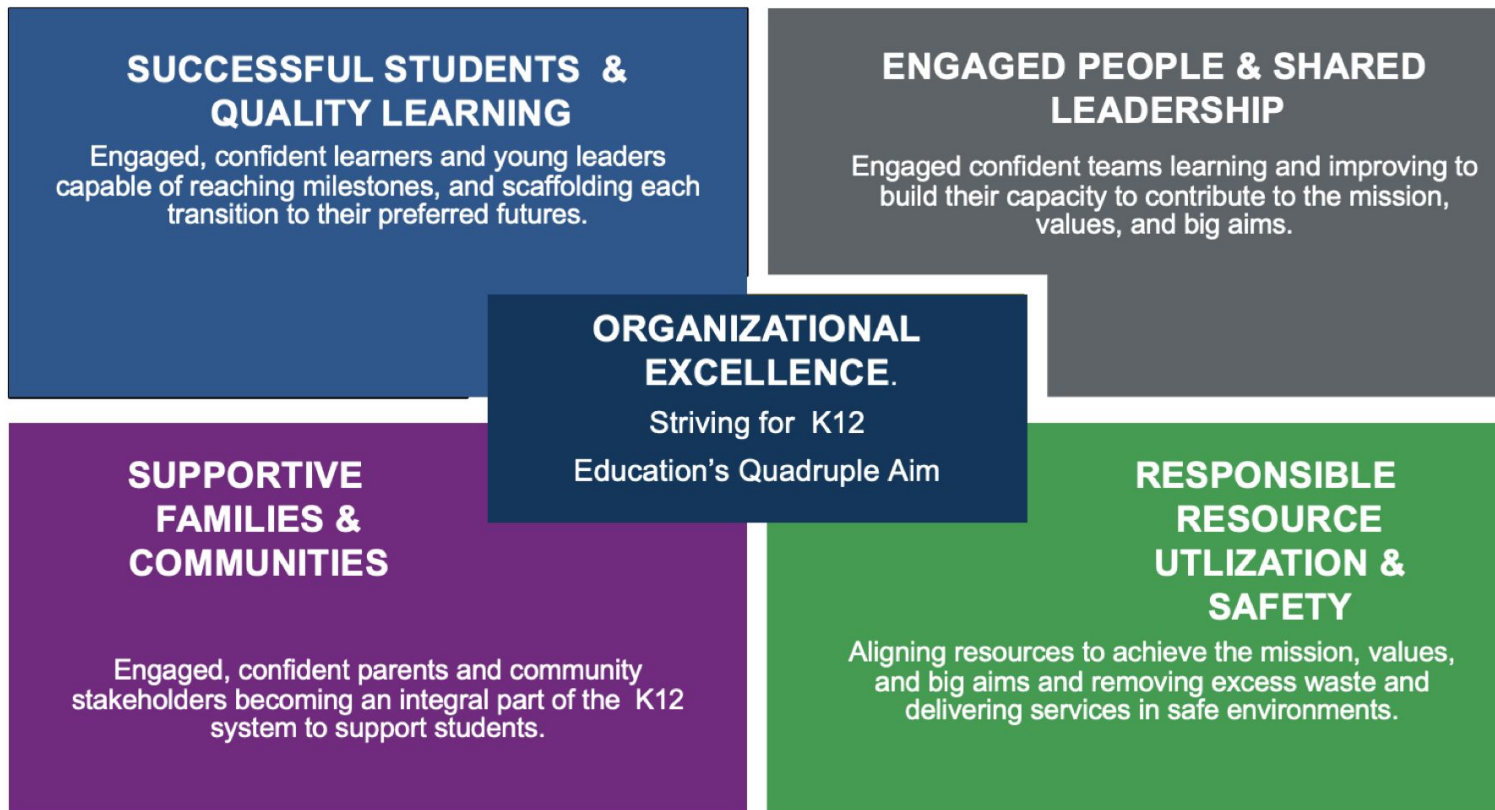 SUCCESSFUL STUDENTS &
QUALITY LEARNING
Engaged, confident learners and young leaders
capable of reaching milestones, and scaffolding each
transition to their preferred futures.
ENGAGED PEOPLE & SHARED
LEADERSHIP
Engaged confident teams learning and improving to
build their capacity to contribute to the mission,
values, and big aims.
ORGANIZATIONAL
EXCELLENCE.
Striving for K12
Education’s Quadruple Aim
SUPPORTIVE
FAMILIES &
COMMUNITIES
Engaged, confident parents and community
stakeholders becoming an integral part of the K12
system to support students.
RESPONSIBLE
RESOURCE
UTLIZATION &
SAFETY
Aligning resources to achieve the mission, values,
and big aims and removing excess waste and
delivering services in safe environments.